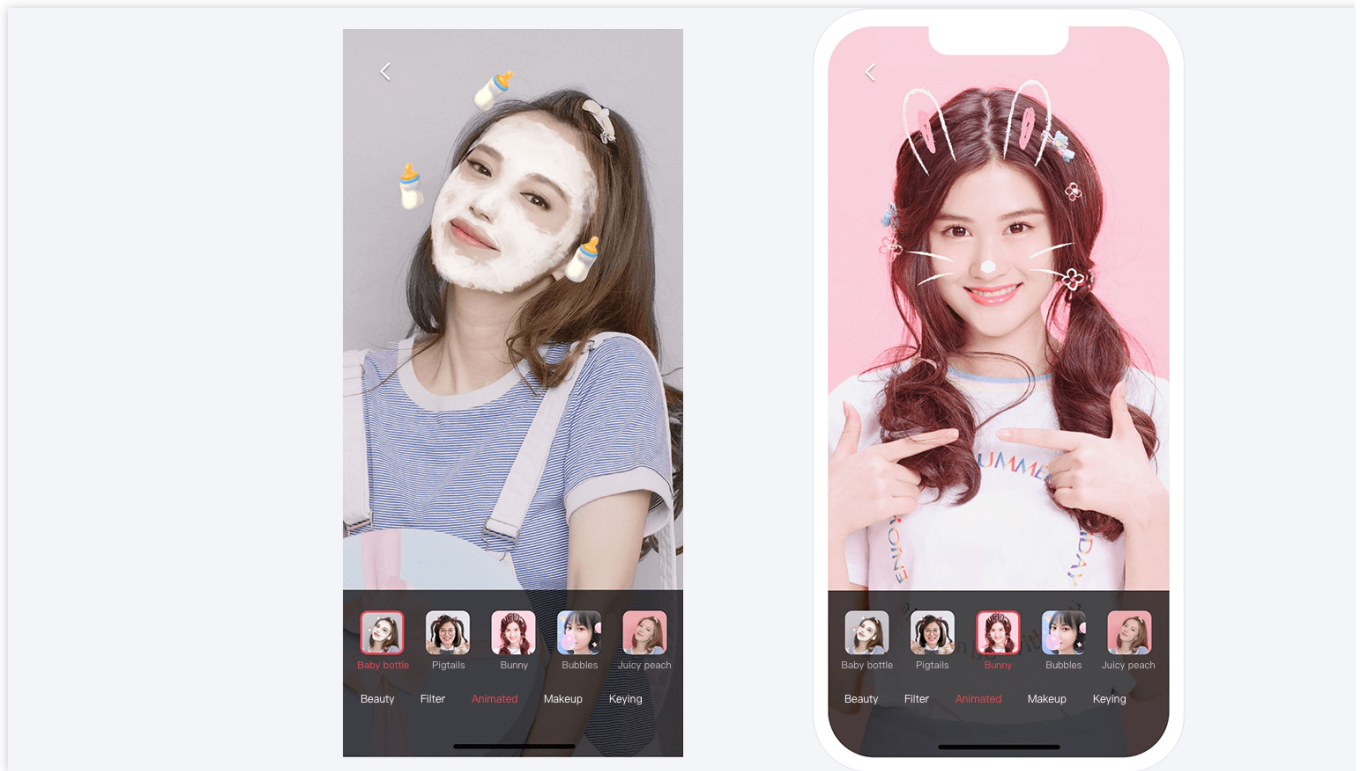 Baby bottle Pigtails Bunny Bubbles Juicy peach
Beauty Filter Animated Makeup Keying
SUMME
Baby bottle Pigtails Bunny Bubbles Juicy peach
Beauty Filter Animated Makeup Keying